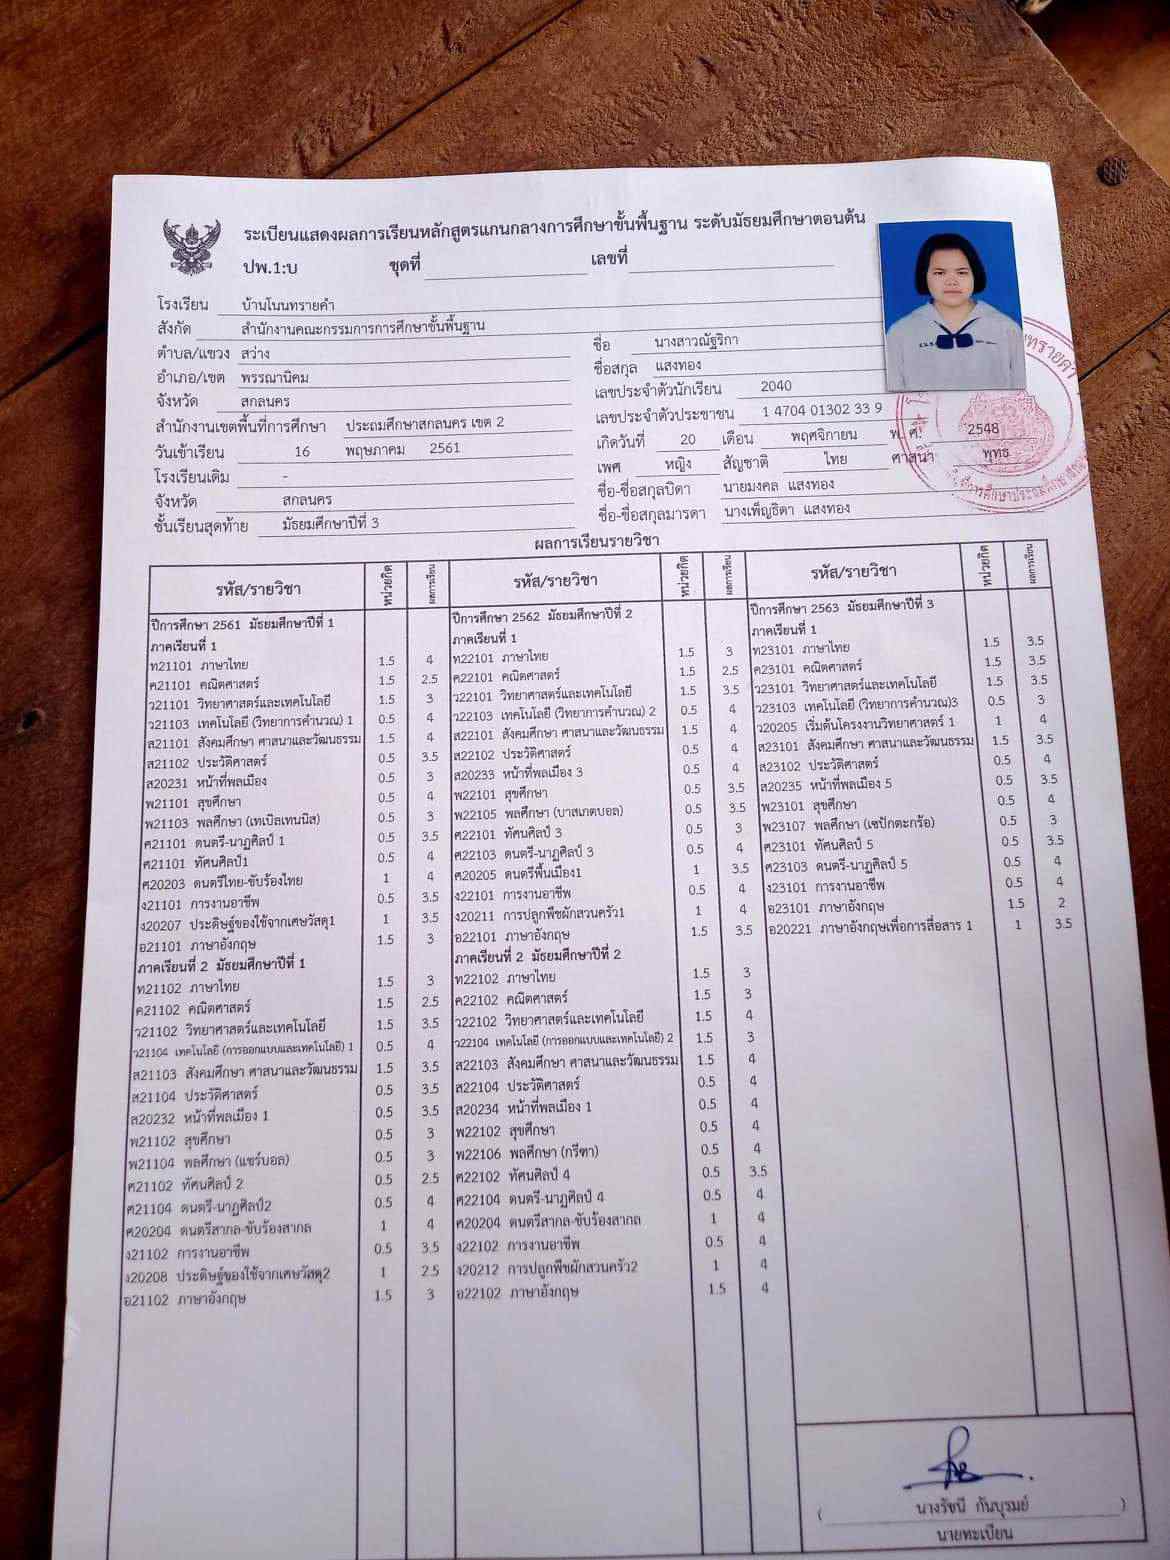 ระเบียนแสดงผลการเรียนหลักสูตรแกนกลางการศึกษาขั้นพื้นฐาน ระดับมัธยมศึกษาตอนต้น
ปพ.1:บ ชุดที่ เลขที่
โรงเรียน บ้านโนนทรายคำ
สังกัด สำนักงานคณะกรรมการการศึกษาขั้นพื้นฐาน
ตำบล/แขวง สว่าง
อำเภอ/เขต พรรณานิคม
จังหวัด สกลนคร
สำนักงานเขตพื้นที่การศึกษา ประถมศึกษาสกลนคร เขต 2
วันเข้าเรียน 16 พฤษภาคม 2561
โรงเรียนเดิม -
จังหวัด สกลนคร
ชั้นเรียนสุดท้าย มัธยมศึกษาปีที่ 3
ชื่อ นางสาวณัฐริกา
ชื่อสกุล แสงทอง
เลขประจำตัวนักเรียน 2040
เลขประจำตัวประชาชน 1 4704 01302 33 9
เกิดวันที่ 20 เดือน พฤศจิกายน พ.ศ. 2548
เพศ หญิง สัญชาติ ไทย ศาสนา พุทธ
ชื่อ-ชื่อสกุลบิดา นายมงคล แสงทอง
ชื่อ-ชื่อสกุลมารดา นางเพ็ญธิดา แสงทอง
ผลการเรียนรายวิชา
รหัส/รายวิชา หน่วยกิต ผลการเรียน
ปีการศึกษา 2561 มัธยมศึกษาปีที่ 1
ภาคเรียนที่ 1
ท21101 ภาษาไทย 1.5 4
ค21101 คณิตศาสตร์ 1.5 2.5
ว21101 วิทยาศาสตร์และเทคโนโลยี 1.5 3
ว21103 เทคโนโลยี (วิทยาการคำนวณ) 1 0.5 4
ส21101 สังคมศึกษา ศาสนาและวัฒนธรรม 1.5 4
ส21102 ประวัติศาสตร์ 0.5 3.5
ส20231 หน้าที่พลเมือง 0.5 3
พ21101 สุขศึกษา 0.5 4
พ21103 พลศึกษา (เทเบิลเทนนิส) 0.5 3
ศ21101 ดนตรี-นาฏศิลป์ 1 0.5 3.5
ศ21101 ทัศนศิลป์1 0.5 4
ศ20203 ดนตรีไทย-ขับร้องไทย 1 4
ง21101 การงานอาชีพ 0.5 3.5
ง20207 ประดิษฐ์ของใช้จากเศษวัสดุ1 1 3.5
อ21101 ภาษาอังกฤษ 1.5 3
ภาคเรียนที่ 2 มัธยมศึกษาปีที่ 1
ท21102 ภาษาไทย 1.5 3
ค21102 คณิตศาสตร์ 1.5 2.5
ว21102 วิทยาศาสตร์และเทคโนโลยี 1.5 3.5
ว21104 เทคโนโลยี (การออกแบบและเทคโนโลยี) 1 0.5 4
ส21103 สังคมศึกษา ศาสนาและวัฒนธรรม 1.5 3.5
ส21104 ประวัติศาสตร์ 0.5 3.5
ส20232 หน้าที่พลเมือง 1 0.5 3.5
พ21102 สุขศึกษา 0.5 3
พ21104 พลศึกษา (แชร์บอล) 0.5 3
ศ21102 ทัศนศิลป์ 2 0.5 2.5
ศ21104 ดนตรี-นาฏศิลป์2 0.5 4
ศ20204 ดนตรีสากล-ขับร้องสากล 1 4
ง21102 การงานอาชีพ 0.5 3.5
ง20208 ประดิษฐ์ของใช้จากเศษวัสดุ2 1 2.5
อ21102 ภาษาอังกฤษ 1.5 3
รหัส/รายวิชา หน่วยกิต ผลการเรียน
ปีการศึกษา 2562 มัธยมศึกษาปีที่ 2
ภาคเรียนที่ 1
ท22101 ภาษาไทย 1.5 3
ค22101 คณิตศาสตร์ 1.5 2.5
ว22101 วิทยาศาสตร์และเทคโนโลยี 1.5 3.5
ว22103 เทคโนโลยี (วิทยาการคำนวณ) 2 0.5 4
ส22101 สังคมศึกษา ศาสนาและวัฒนธรรม 1.5 4
ส22102 ประวัติศาสตร์ 0.5 4
ส20233 หน้าที่พลเมือง 3 0.5 4
พ22101 สุขศึกษา 0.5 3.5
พ22105 พลศึกษา (บาสเกตบอล) 0.5 3.5
ศ22101 ทัศนศิลป์ 3 0.5 3
ศ22103 ดนตรี-นาฏศิลป์ 3 0.5 4
ศ20205 ดนตรีพื้นเมือง1 1 3.5
ง22101 การงานอาชีพ 0.5 4
ง20211 การปลูกพืชผักสวนครัว1 1 4
อ22101 ภาษาอังกฤษ 1.5 3.5
ภาคเรียนที่ 2 มัธยมศึกษาปีที่ 2
ท22102 ภาษาไทย 1.5 3
ค22102 คณิตศาสตร์ 1.5 3
ว22102 วิทยาศาสตร์และเทคโนโลยี 1.5 4
ว22104 เทคโนโลยี (การออกแบบและเทคโนโลยี) 2 1.5 3
ส22103 สังคมศึกษา ศาสนาและวัฒนธรรม 1.5 4
ส22104 ประวัติศาสตร์ 0.5 4
ส20234 หน้าที่พลเมือง 1 0.5 4
พ22102 สุขศึกษา 0.5 4
พ22106 พลศึกษา (กรีฑา) 0.5 4
ศ22102 ทัศนศิลป์ 4 0.5 3.5
ศ22104 ดนตรี-นาฏศิลป์ 4 0.5 4
ศ20204 ดนตรีสากล-ขับร้องสากล 1 4
ง22102 การงานอาชีพ 0.5 4
ง20212 การปลูกพืชผักสวนครัว2 1 4
อ22102 ภาษาอังกฤษ 1.5 4
รหัส/รายวิชา หน่วยกิต ผลการเรียน
ปีการศึกษา 2563 มัธยมศึกษาปีที่ 3
ภาคเรียนที่ 1
ท23101 ภาษาไทย 1.5 3.5
ค23101 คณิตศาสตร์ 1.5 3.5
ว23101 วิทยาศาสตร์และเทคโนโลยี 1.5 3.5
ว23103 เทคโนโลยี (วิทยาการคำนวณ)3 0.5 3
ว20205 เริ่มต้นโครงงานวิทยาศาสตร์ 1 1 4
ส23101 สังคมศึกษา ศาสนาและวัฒนธรรม 1.5 3.5
ส23102 ประวัติศาสตร์ 0.5 4
ส20235 หน้าที่พลเมือง 5 0.5 3.5
พ23101 สุขศึกษา 0.5 4
พ23107 พลศึกษา (เซปักตะกร้อ) 0.5 3
ศ23101 ทัศนศิลป์ 5 0.5 3.5
ศ23103 ดนตรี-นาฏศิลป์ 5 0.5 4
ง23101 การงานอาชีพ 0.5 4
อ23101 ภาษาอังกฤษ 1.5 2
อ20221 ภาษาอังกฤษเพื่อการสื่อสาร 1 1 3.5
( นางรัชนี กันบุรมย์ )
นายทะเบียน